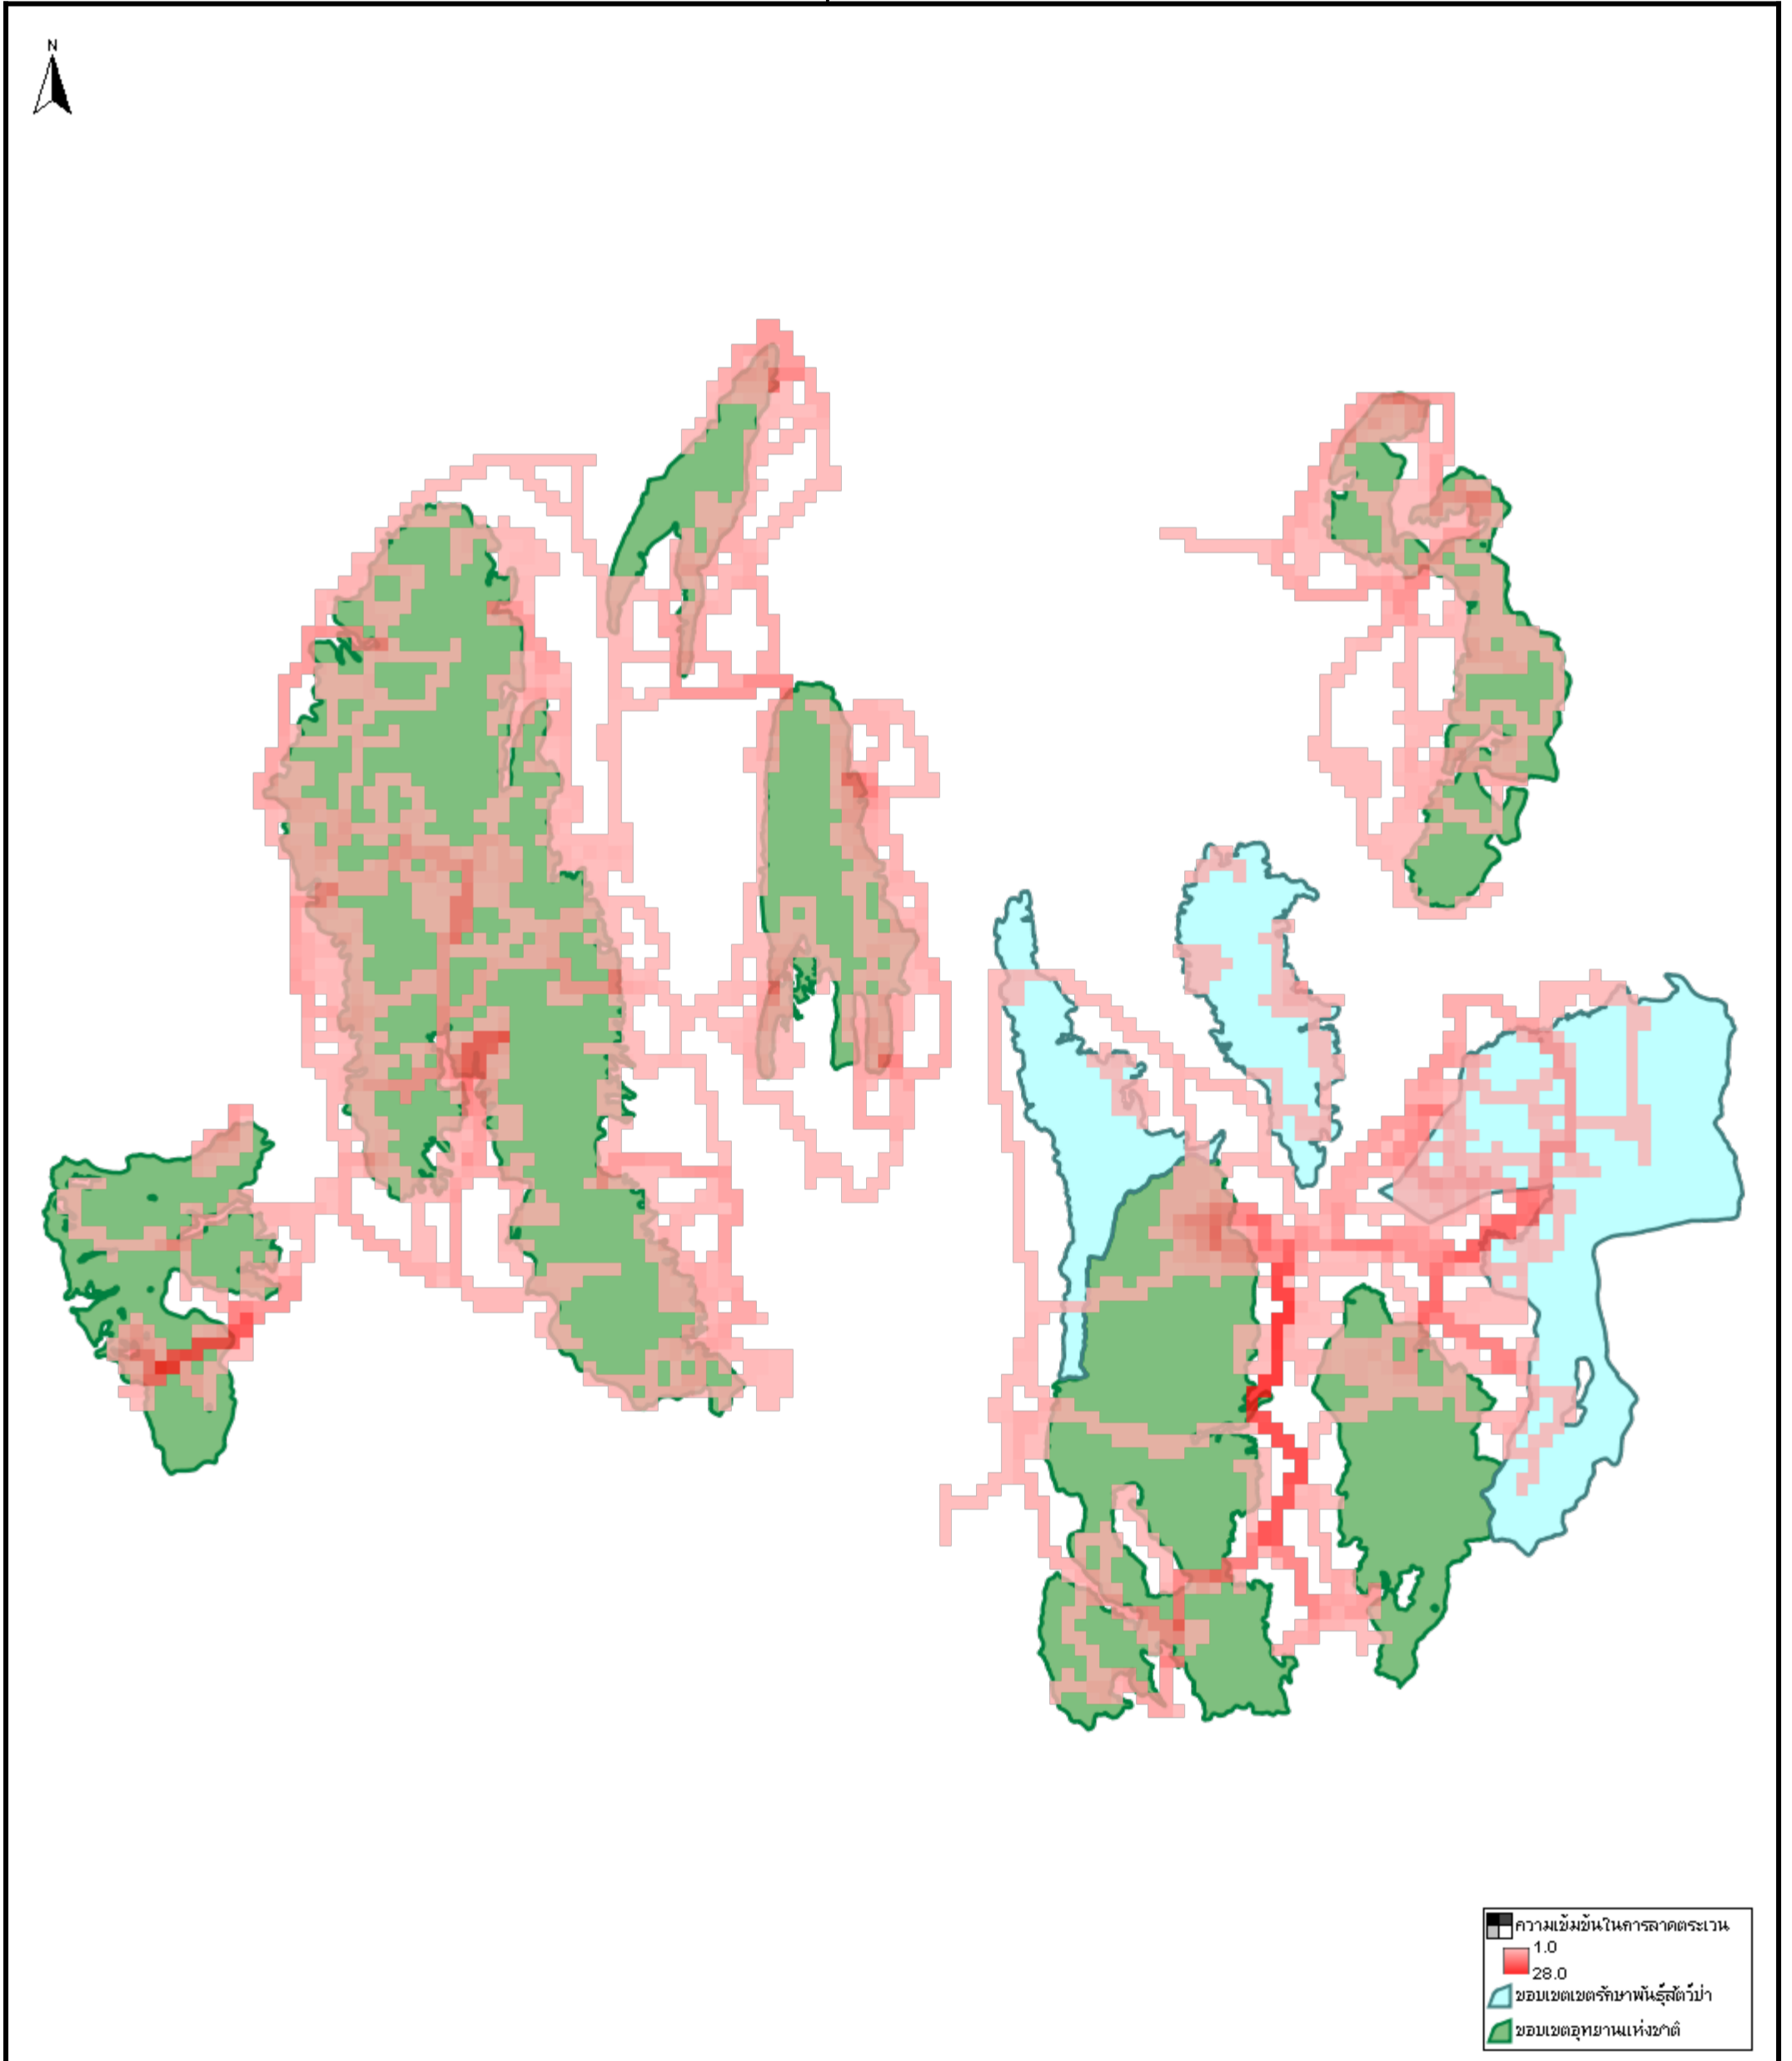 N
ความเข้มข้นในการลาดตระเวน
1.0
28.0
ขอบเขตเขตรักษาพันธุ์สัตว์ป่า
ขอบเขตอุทยานแห่งชาติ